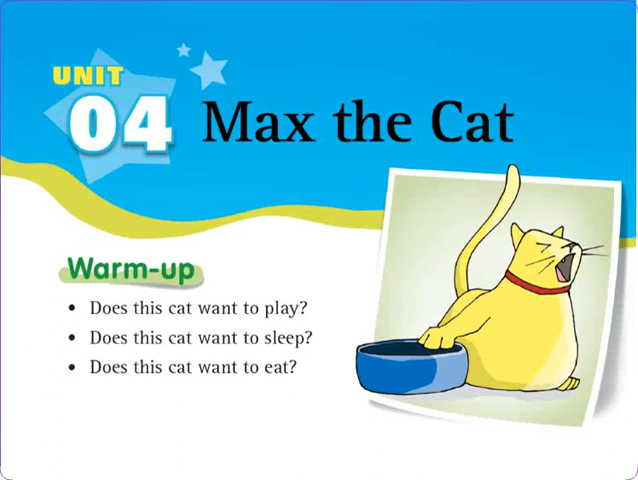 UNIT
04 Max the Cat
Warm-up
• Does this cat want to play?
• Does this cat want to sleep?
• Does this cat want to eat?